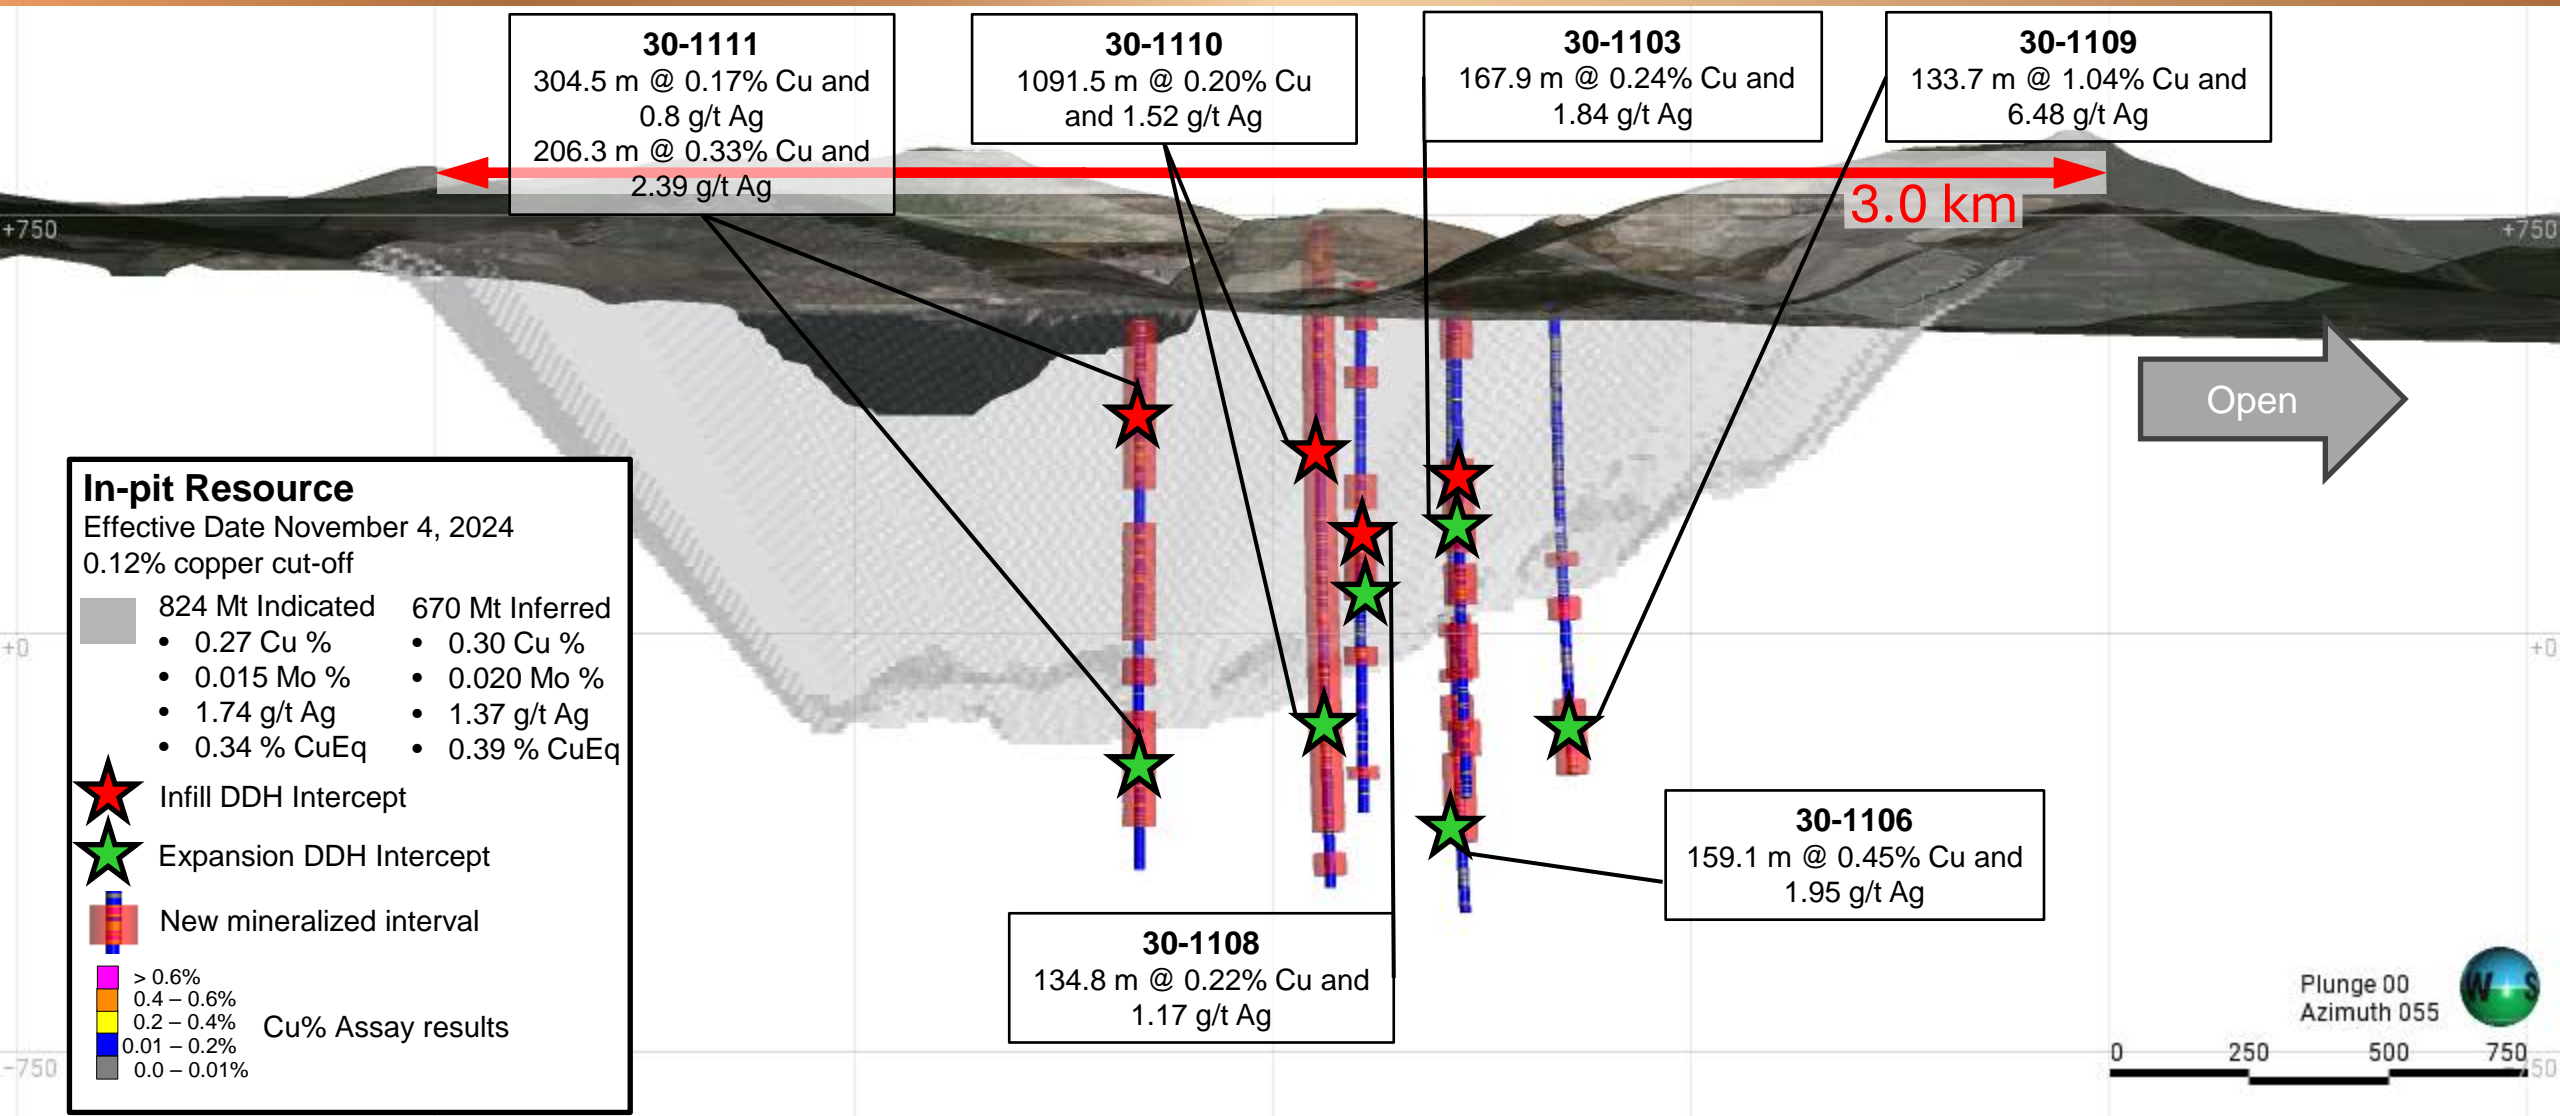 30-1111
304.5 m @ 0.17% Cu and
0.8 g/t Ag
206.3 m @ 0.33% Cu and
2.39 g/t Ag
30-1110
1091.5 m @ 0.20% Cu
and 1.52 g/t Ag
30-1103
167.9 m @ 0.24% Cu and
1.84 g/t Ag
30-1109
133.7 m @ 1.04% Cu and
6.48 g/t Ag
3.0 km
+750
+750
Open
In-pit Resource
Effective Date November 4, 2024
0.12% copper cut-off
824 Mt Indicated
• 0.27 Cu %
• 0.015 Mo %
• 1.74 g/t Ag
• 0.34 % CuEq
670 Mt Inferred
• 0.30 Cu %
• 0.020 Mo %
• 1.37 g/t Ag
• 0.39 % CuEq
Infill DDH Intercept
Expansion DDH Intercept
New mineralized interval
> 0.6%
0.4 – 0.6%
0.2 – 0.4%
0.01 – 0.2%
0.0 – 0.01%
Cu% Assay results
+0
+0
30-1106
159.1 m @ 0.45% Cu and
1.95 g/t Ag
30-1108
134.8 m @ 0.22% Cu and
1.17 g/t Ag
Plunge 00
Azimuth 055
W S
0 250 500 750
-750